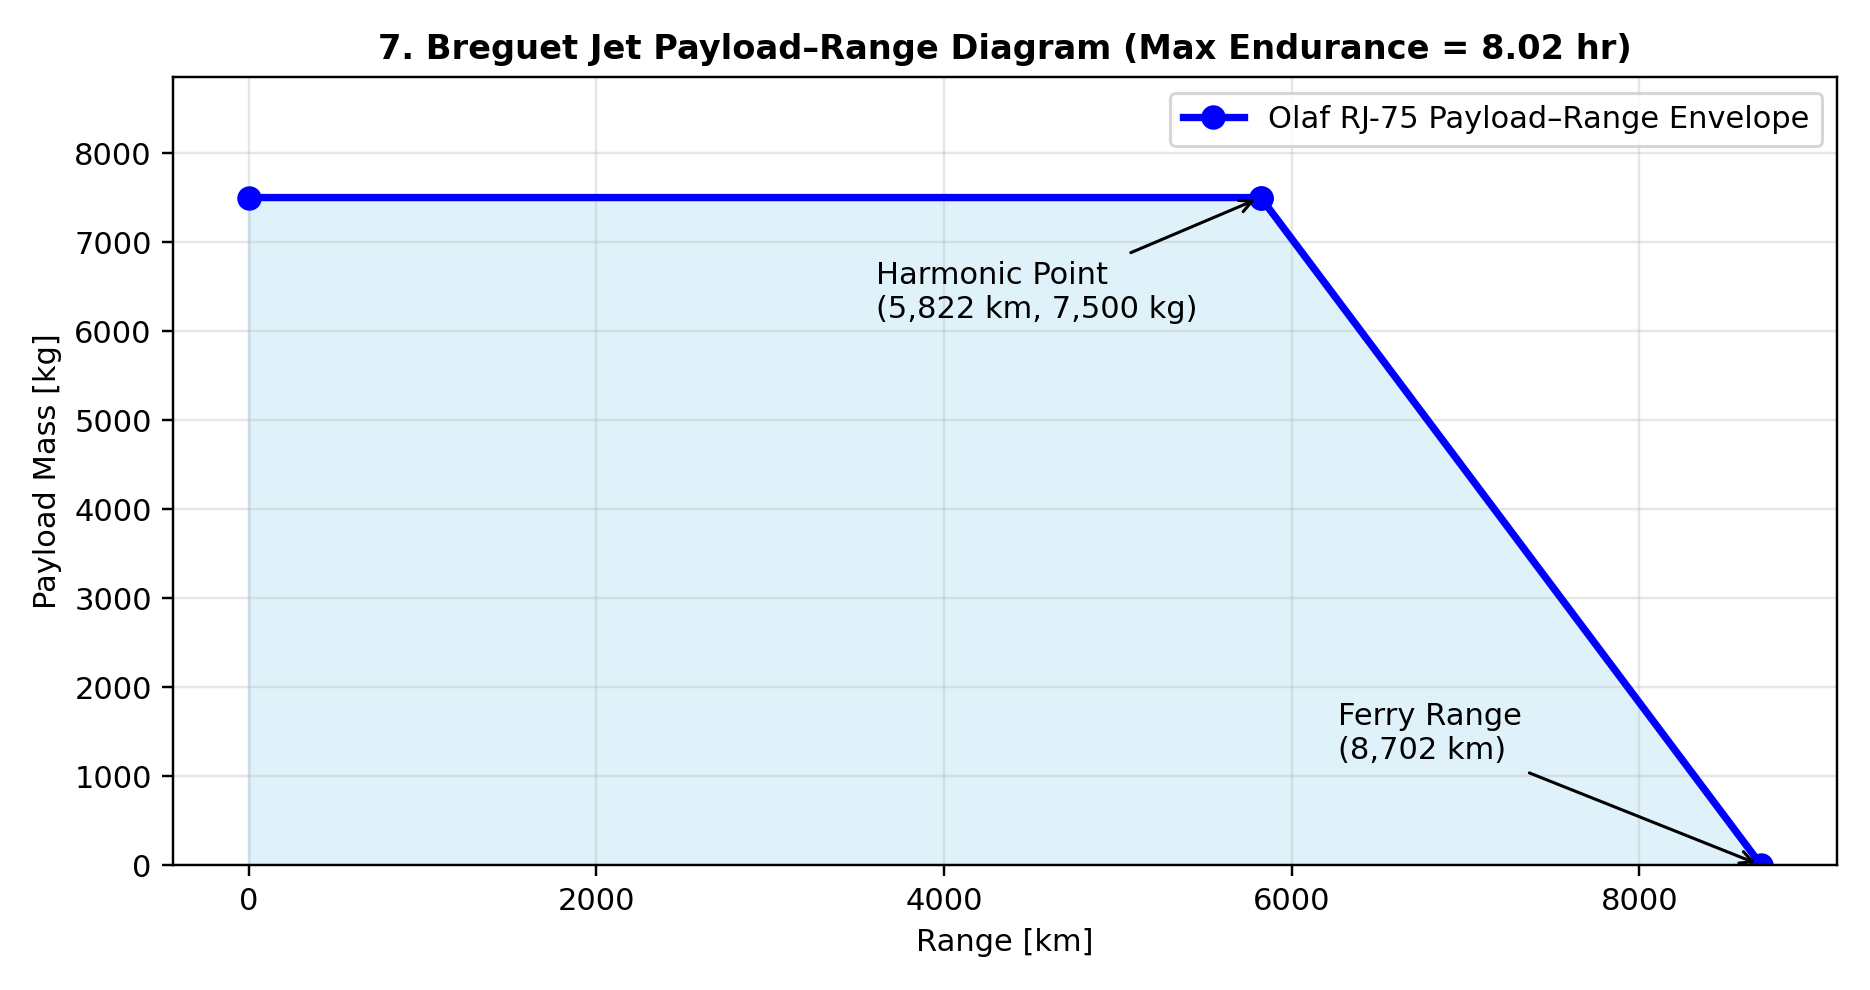 7. Breguet Jet Payload–Range Diagram (Max Endurance = 8.02 hr)
Olaf RJ-75 Payload–Range Envelope
8000
7000
6000
5000
4000
3000
2000
1000
0
Payload Mass [kg]
Harmonic Point
(5,822 km, 7,500 kg)
Ferry Range
(8,702 km)
0
2000
4000
6000
8000
Range [km]